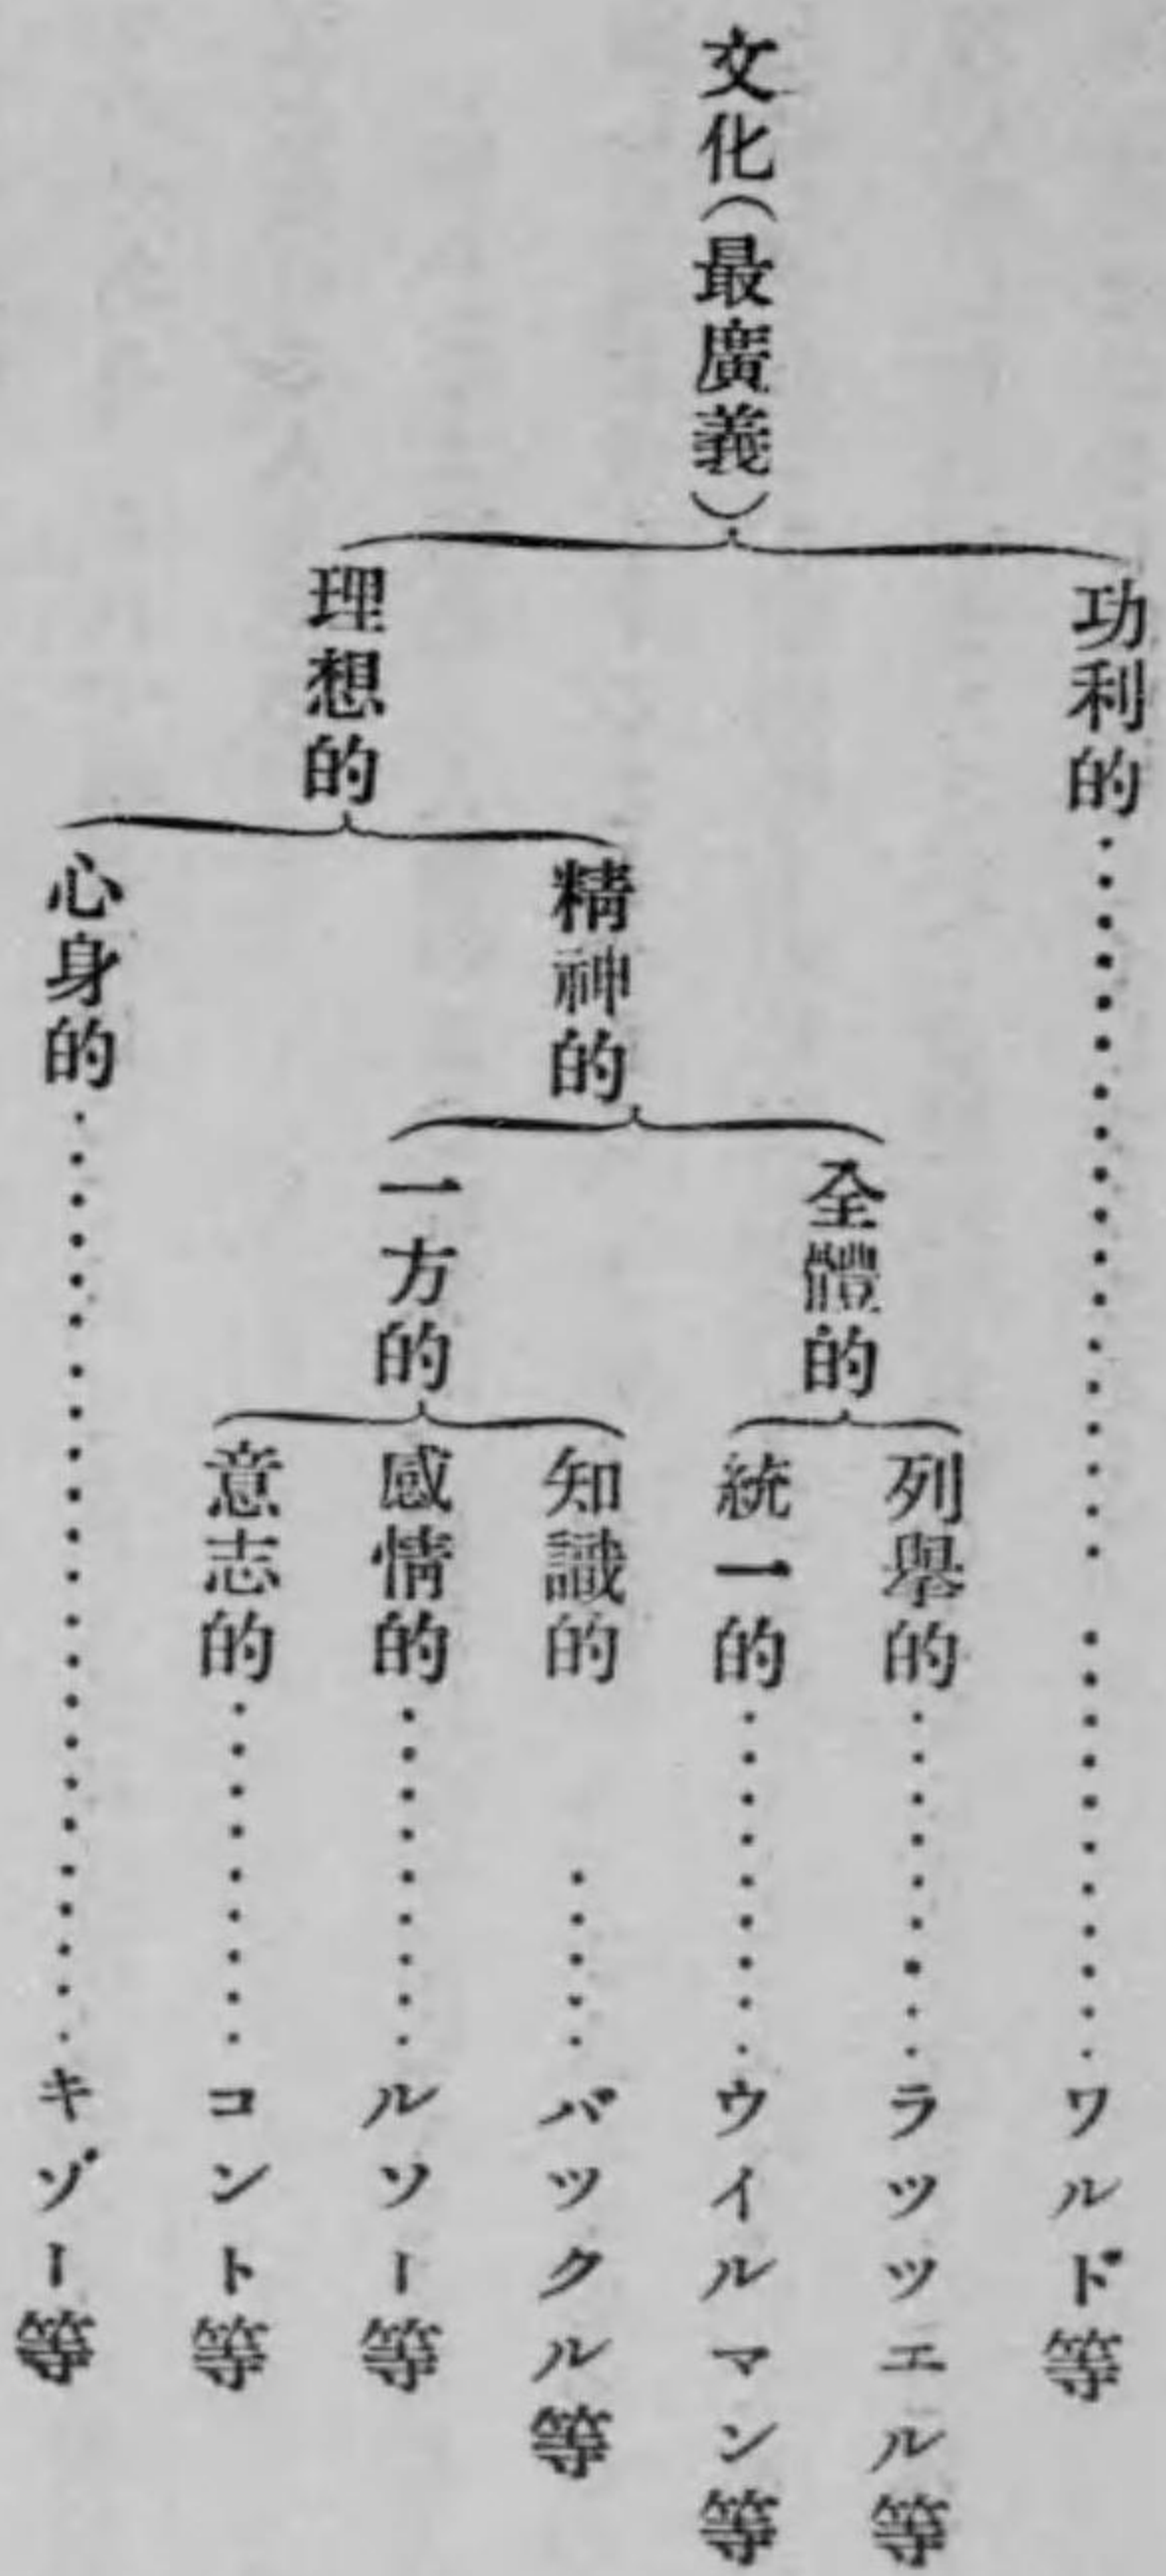 文化(最廣義)
功利的……ワルド等
理想的
精神的
全體的
列擧的……ラッツエル等
統一的……ウイルマン等
一方的
知識的……バックル等
感情的……ルソー等
意志的……コント等
心身的……キゾー等